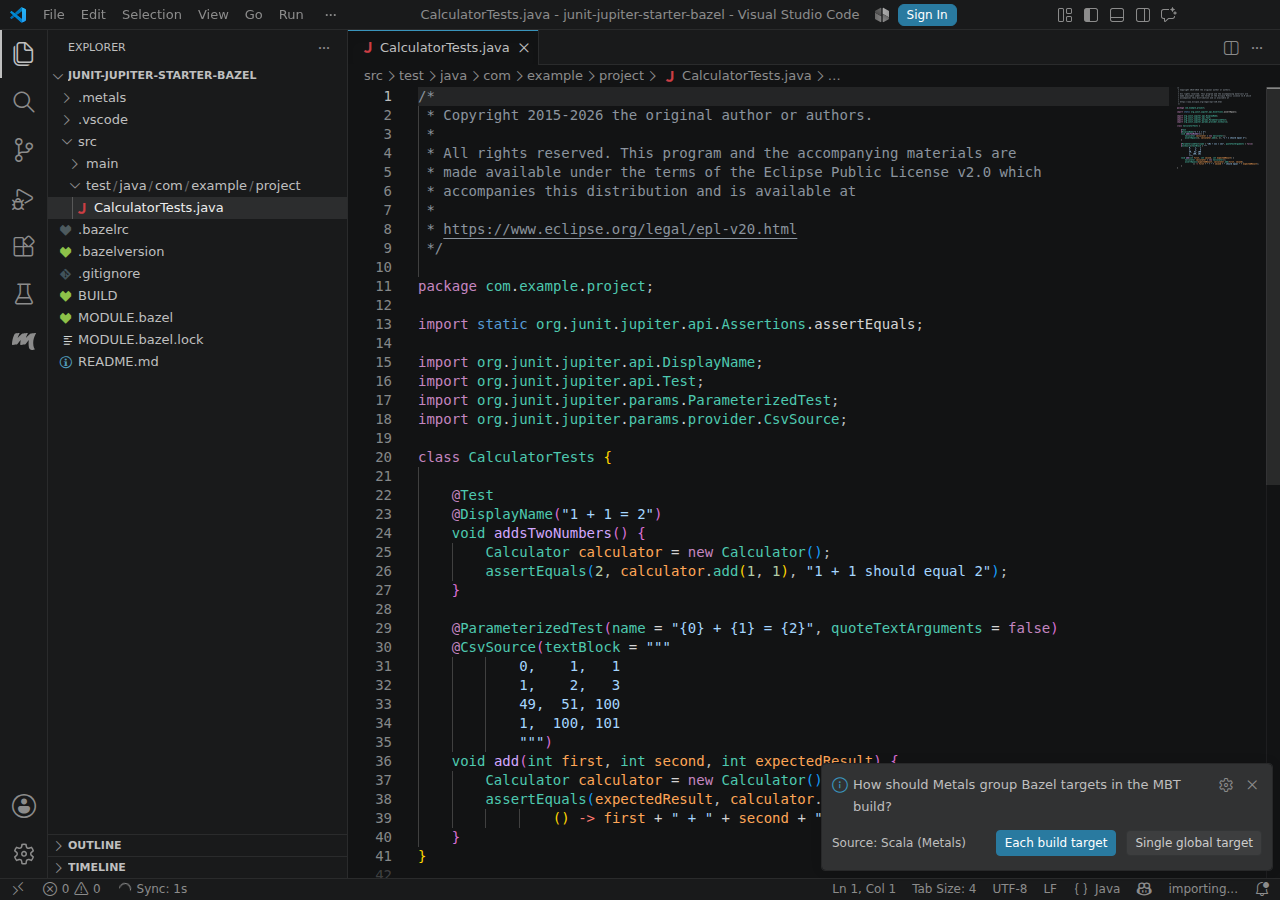 File Edit Selection View Go Run ··· CalculatorTests.java - junit-jupiter-starter-bazel - Visual Studio Code Sign In
EXPLORER ···
JUNIT-JUPITER-STARTER-BAZEL
.metals
.vscode
src
main
test/java/com/example/project
CalculatorTests.java
.bazelrc
.bazelversion
.gitignore
BUILD
MODULE.bazel
MODULE.bazel.lock
README.md
OUTLINE
TIMELINE
CalculatorTests.java
src > test > java > com > example > project > CalculatorTests.java > ...
1 /*
2 * Copyright 2015-2026 the original author or authors.
3 *
4 * All rights reserved. This program and the accompanying materials are
5 * made available under the terms of the Eclipse Public License v2.0 which
6 * accompanies this distribution and is available at
7 *
8 * https://www.eclipse.org/legal/epl-v20.html
9 */
10
11 package com.example.project;
12
13 import static org.junit.jupiter.api.Assertions.assertEquals;
14
15 import org.junit.jupiter.api.DisplayName;
16 import org.junit.jupiter.api.Test;
17 import org.junit.jupiter.params.ParameterizedTest;
18 import org.junit.jupiter.params.provider.CsvSource;
19
20 class CalculatorTests {
21
22 @Test
23 @DisplayName("1 + 1 = 2")
24 void addsTwoNumbers() {
25 Calculator calculator = new Calculator();
26 assertEquals(2, calculator.add(1, 1), "1 + 1 should equal 2");
27 }
28
29 @ParameterizedTest(name = "{0} + {1} = {2}", quoteTextArguments = false)
30 @CsvSource(textBlock = """
31 0, 1, 1
32 1, 2, 3
33 49, 51, 100
34 1, 100, 101
35 """)
36 void add(int first, int second, int expectedResult) {
37 Calculator calculator = new Calculator()
38 assertEquals(expectedResult, calculator.
39 () -> first + " + " + second + "
40 }
41 }
42
How should Metals group Bazel targets in the MBT
build?
Source: Scala (Metals) Each build target Single global target
0 0 Sync: 1s Ln 1, Col 1 Tab Size: 4 UTF-8 LF { } Java importing...